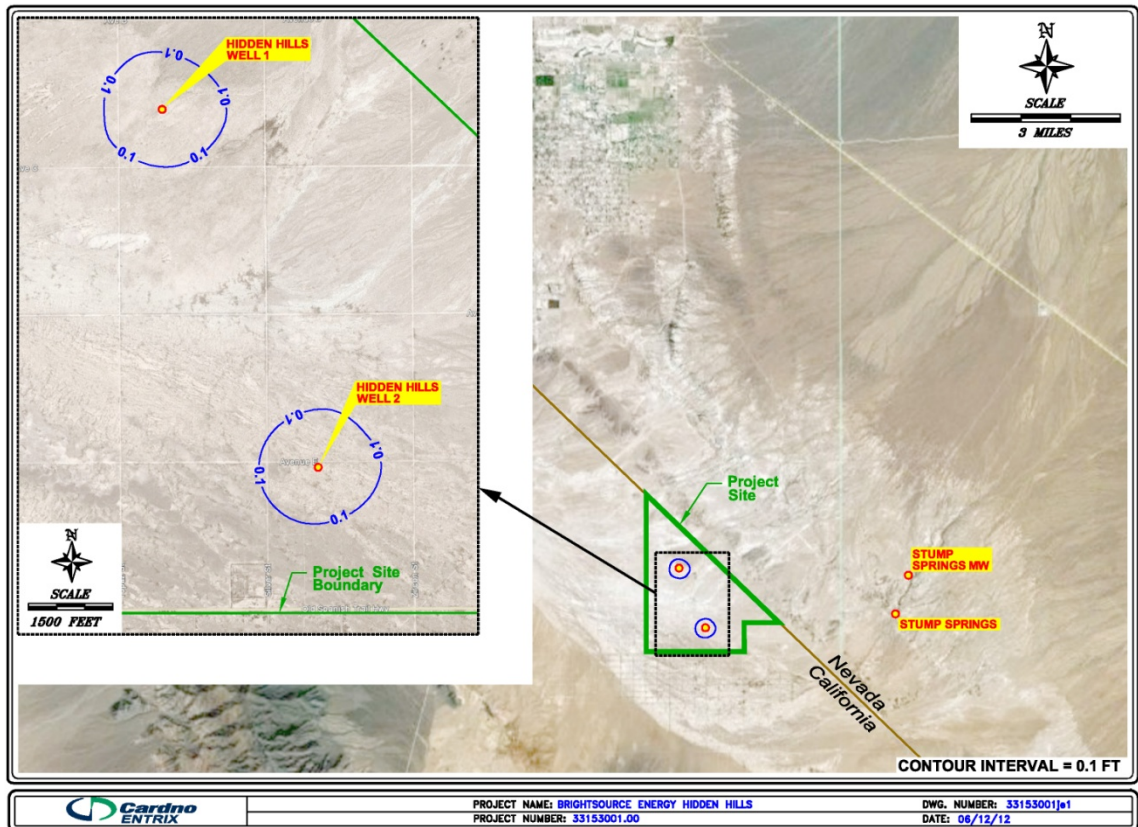 HIDDEN HILLS
WELL 1
0.1
0.1
0.1
0.1
0.1
HIDDEN HILLS
WELL 2
0.1
0.1
0.1
0.1
Avenue
N
SCALE
1500 FEET
Project Site
Boundary
N
SCALE
3 MILES
Project
Site
STUMP
SPRINGS MW
STUMP SPRINGS
Nevada
California
CONTOUR INTERVAL = 0.1 FT
Cardno
ENTRIX
PROJECT NAME: BRIGHTSOURCE ENERGY HIDDEN HILLS
PROJECT NUMBER: 33153001.00
DWG. NUMBER: 33153001je1
DATE: 06/12/12